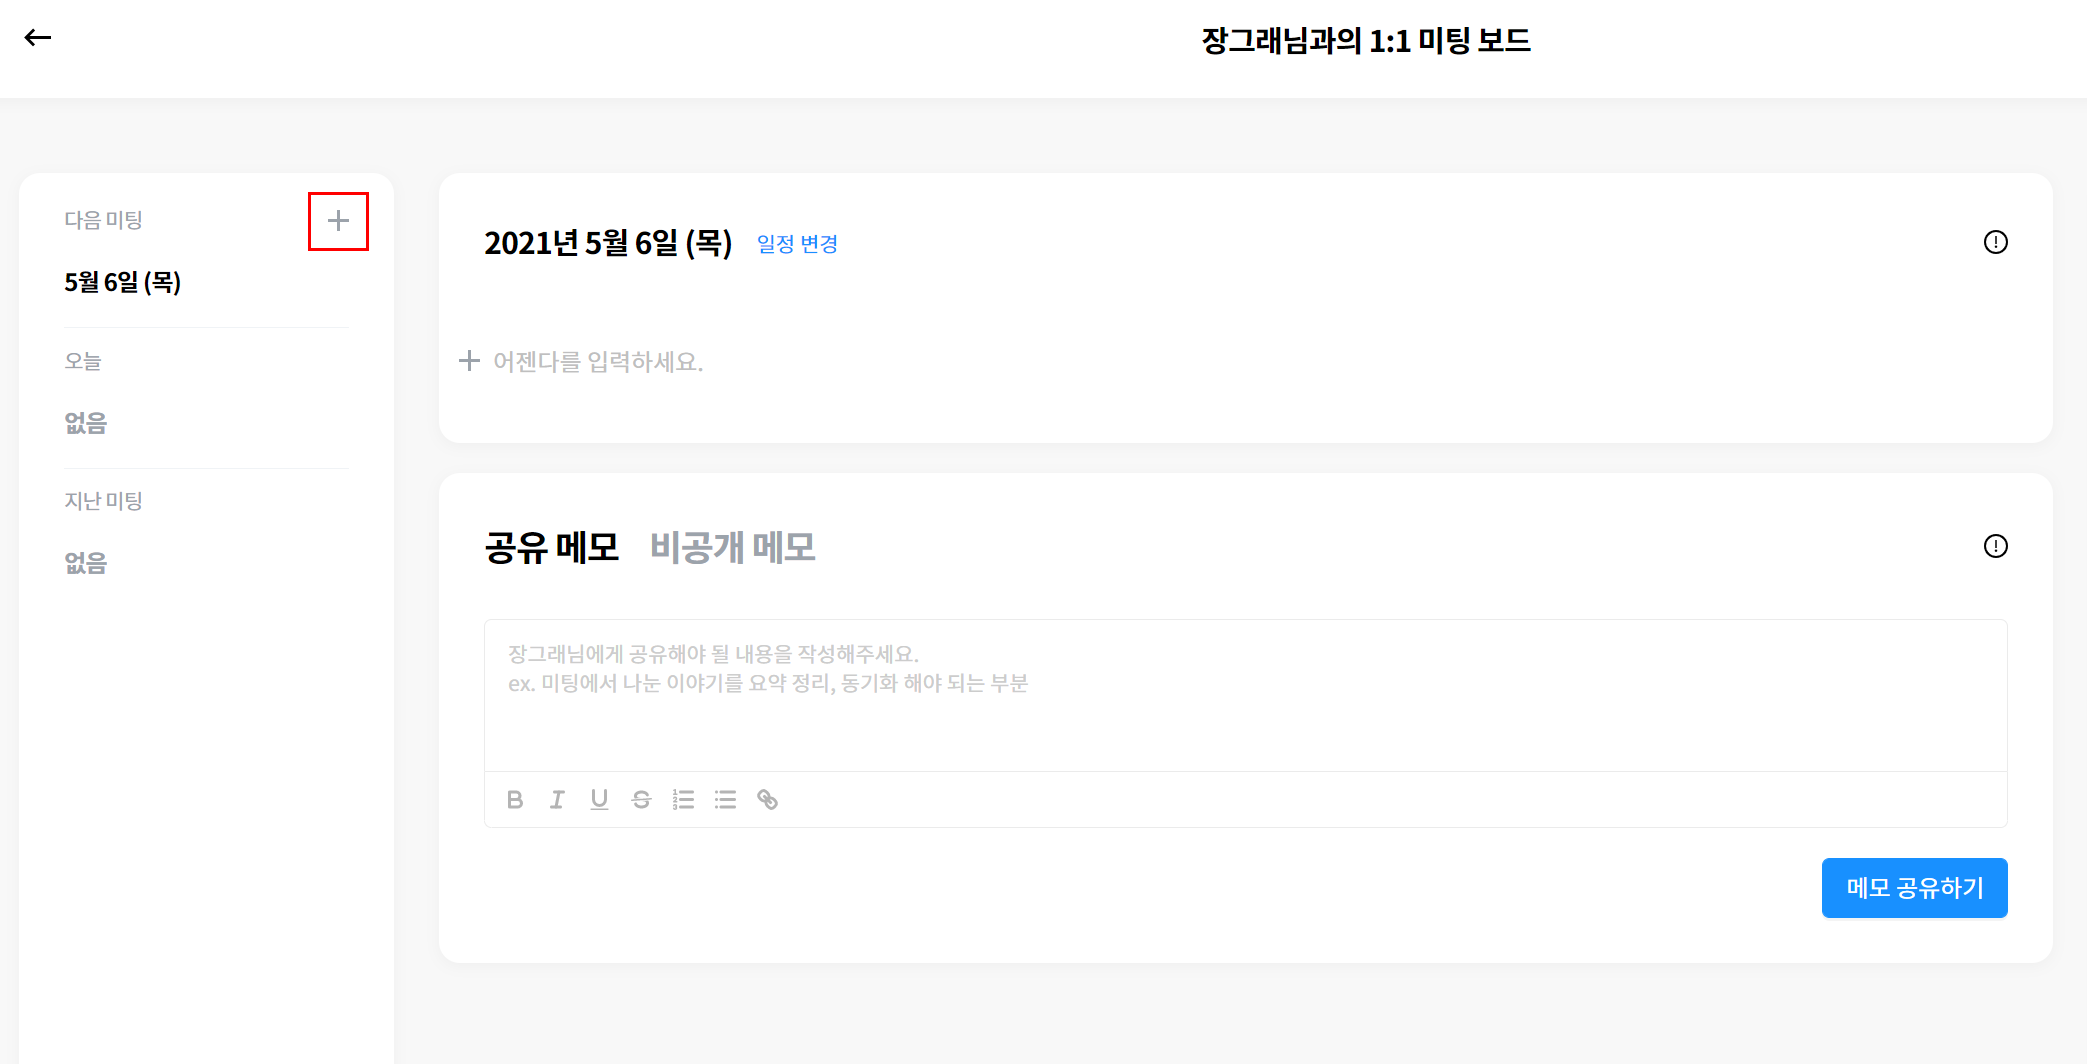 장그래님과의 1:1 미팅 보드
다음 미팅
5월 6일 (목)
오늘
없음
지난 미팅
없음
2021년 5월 6일 (목) 일정 변경
어젠다를 입력하세요.
공유 메모 비공개 메모
장그래님에게 공유해야 될 내용을 작성해주세요.
ex. 미팅에서 나눈 이야기를 요약 정리, 동기화 해야 되는 부분
메모 공유하기